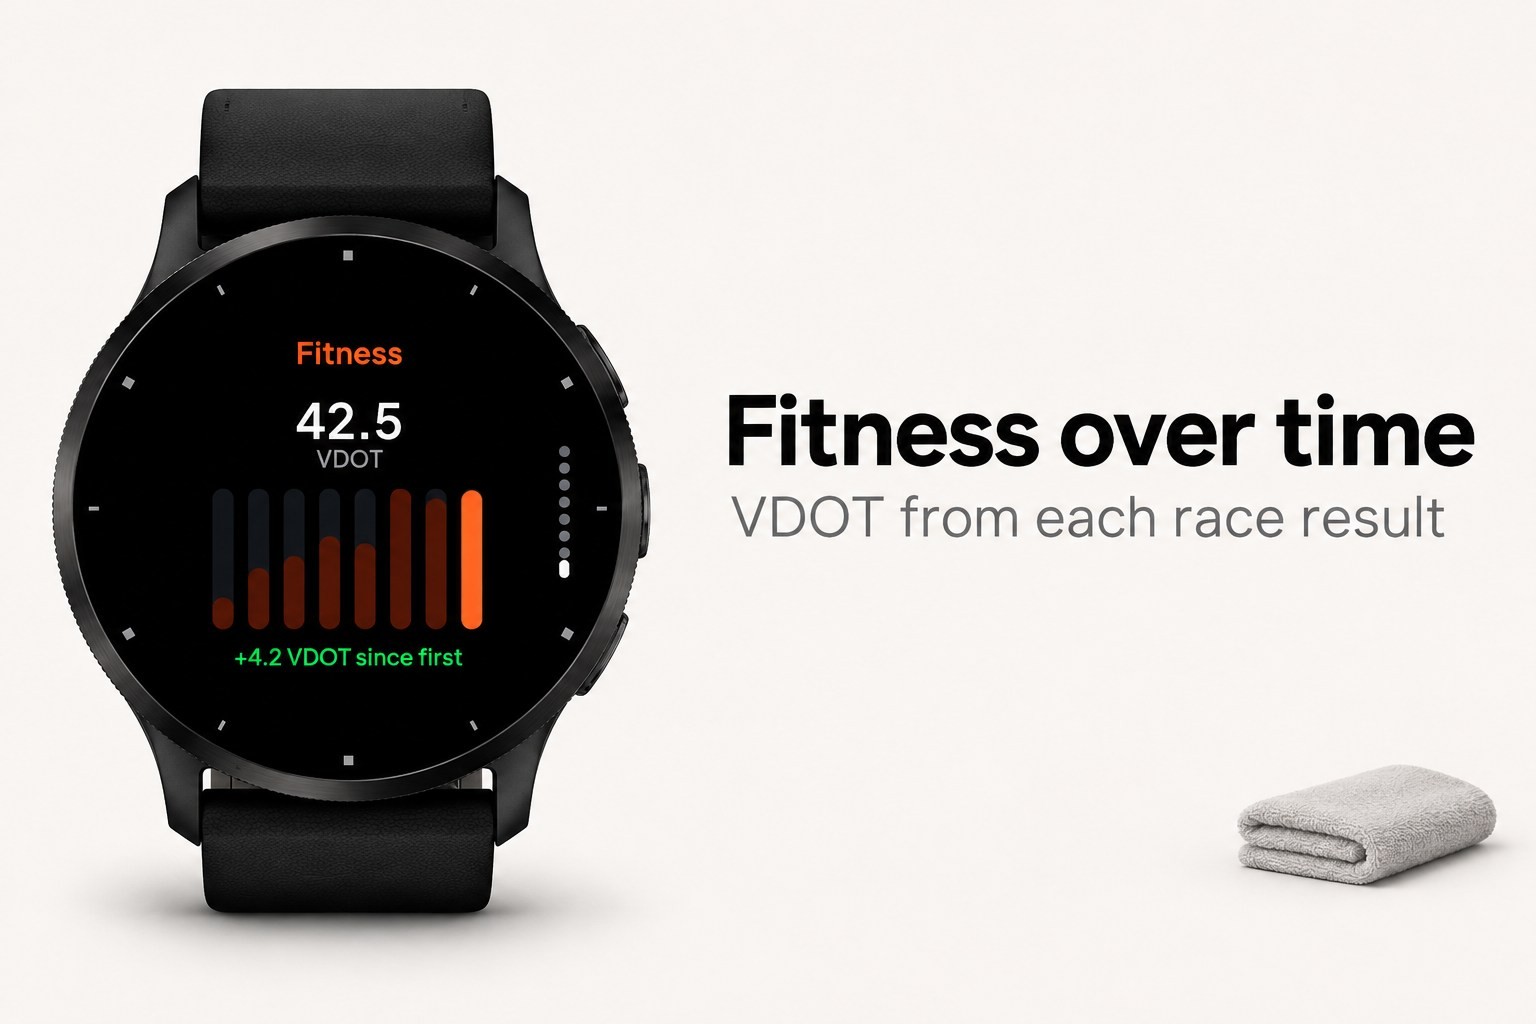 Fitness
42.5
VDOT
+4.2 VDOT since first
Fitness over time
VDOT from each race result